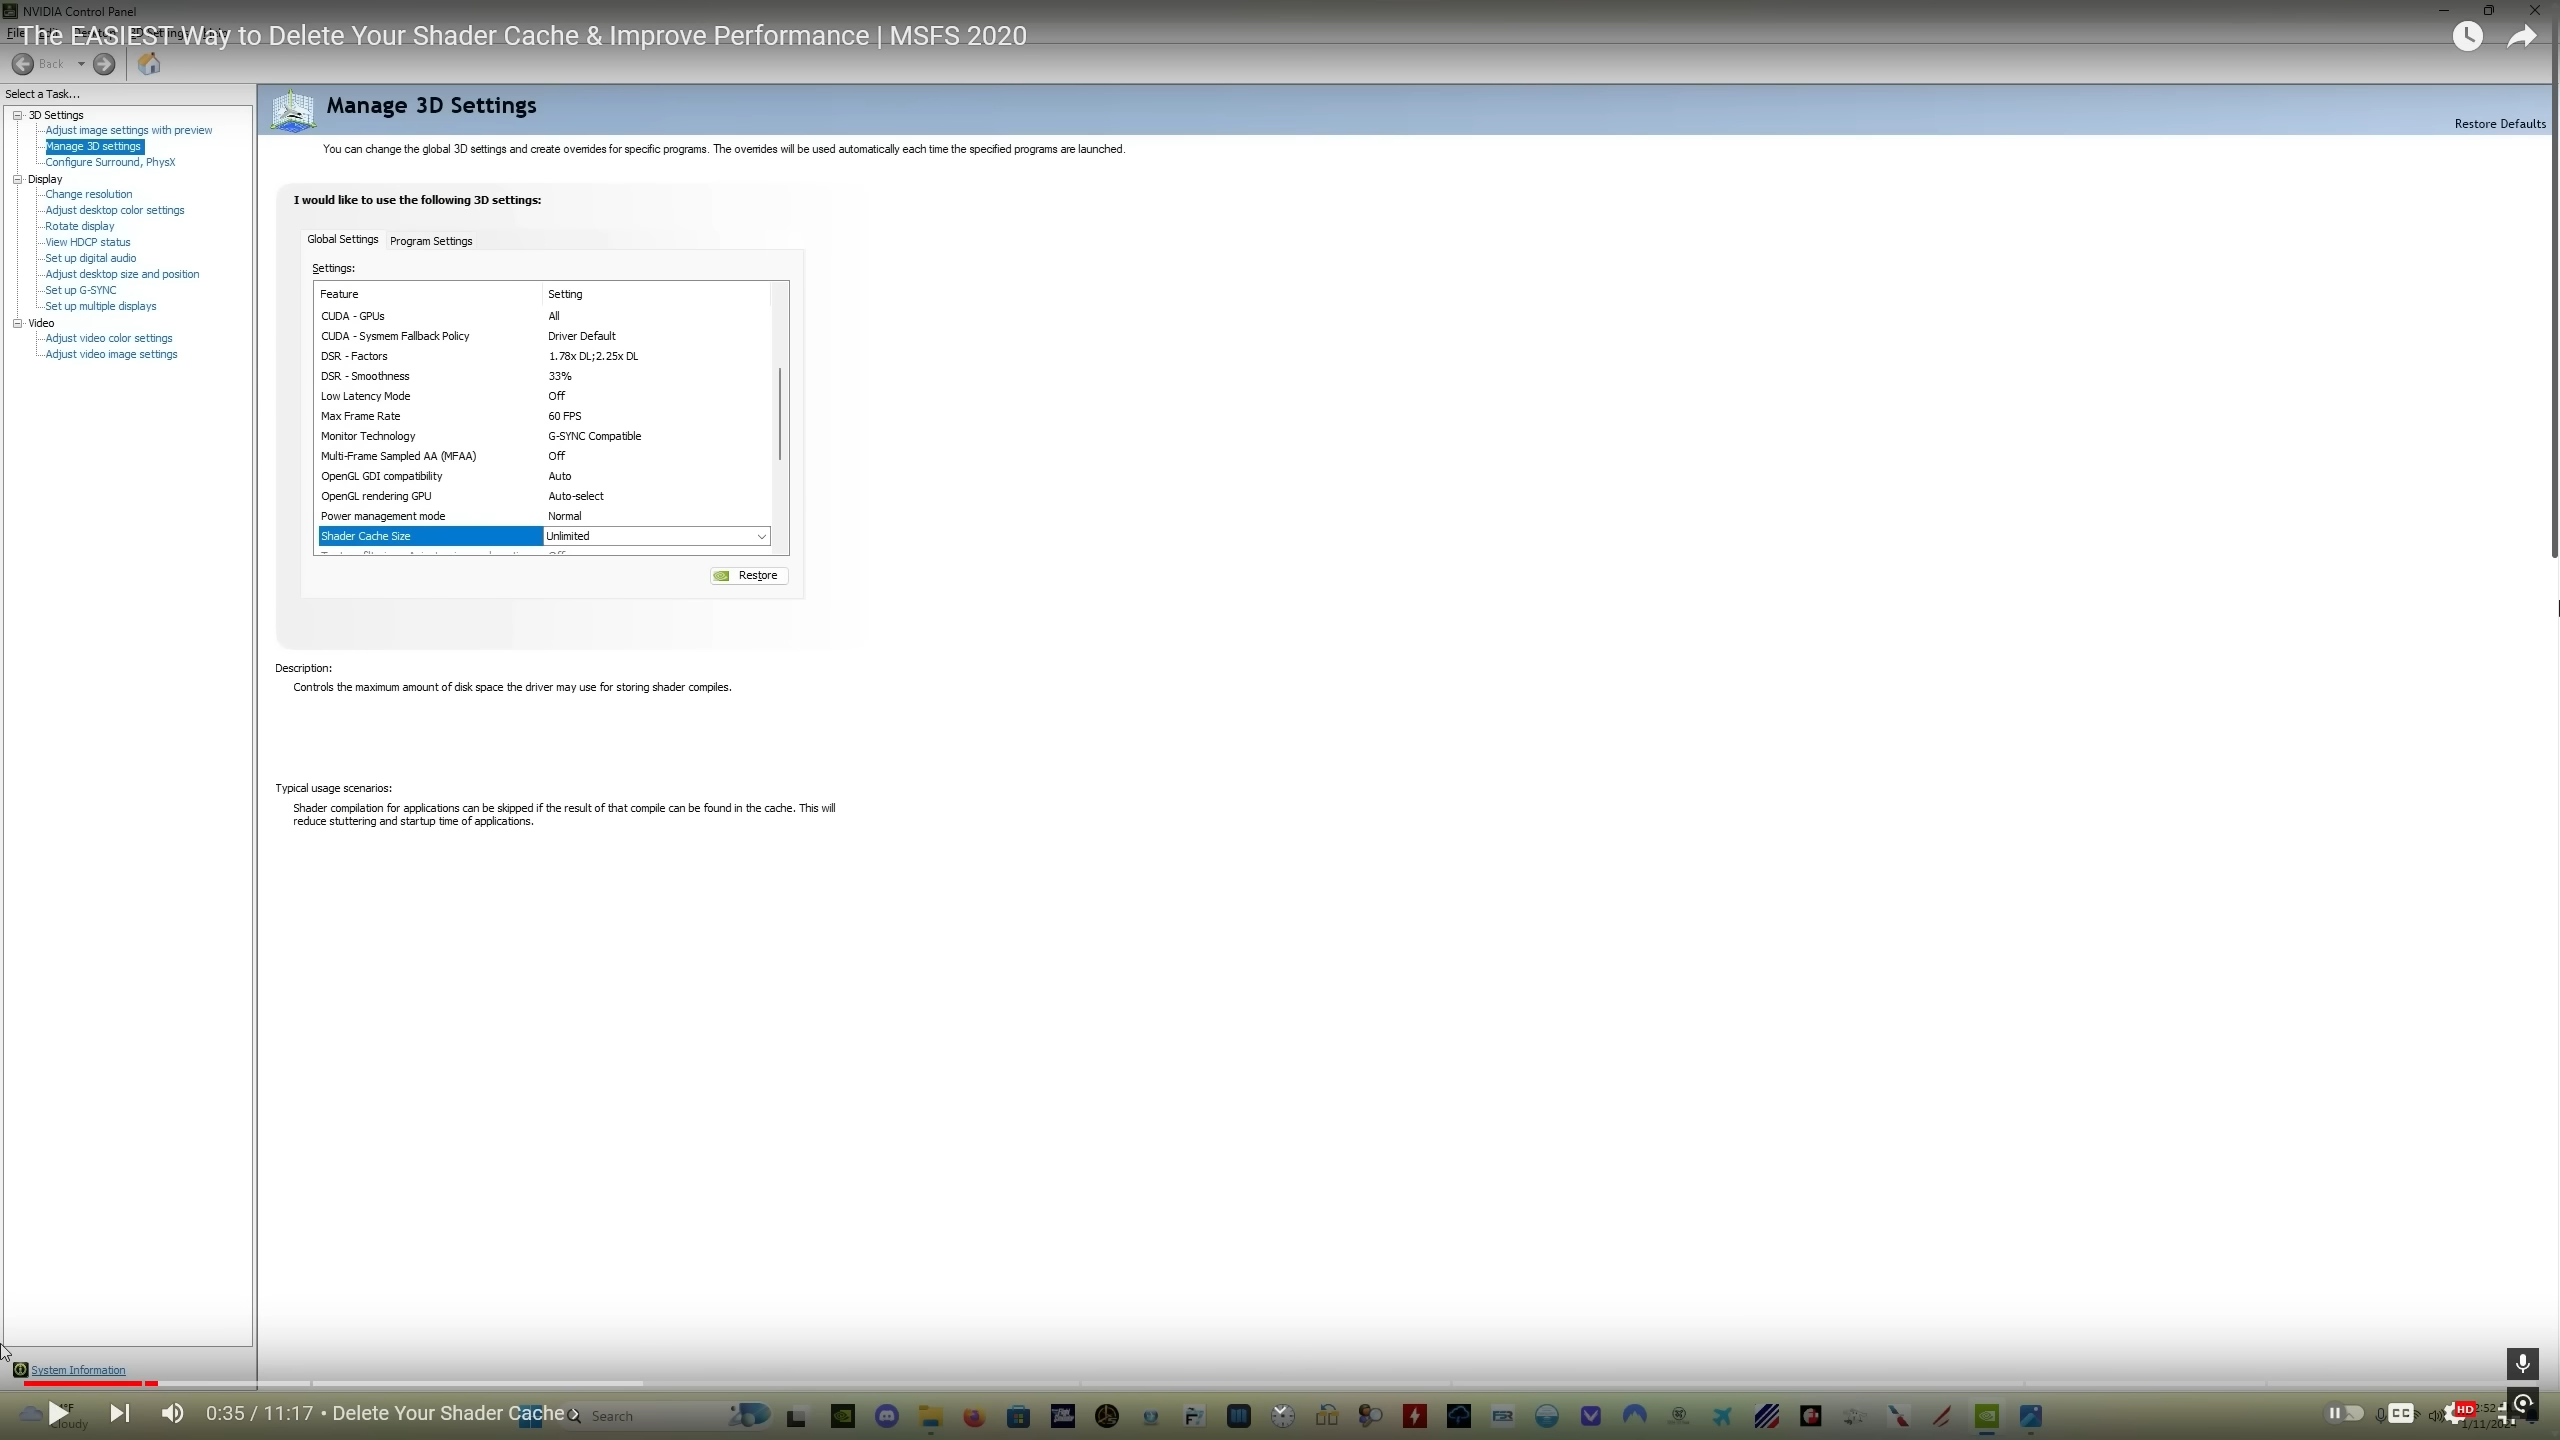 NVIDIA Control Panel
The EASIEST Way to Delete Your Shader Cache & Improve Performance | MSFS 2020
Back
Select a Task...
3D Settings
Adjust image settings with preview
Manage 3D settings
Configure Surround, PhysX
Display
Change resolution
Adjust desktop color settings
Rotate display
View HDCP status
Set up digital audio
Adjust desktop size and position
Set up G-SYNC
Set up multiple displays
Video
Adjust video color settings
Adjust video image settings
System Information
Manage 3D Settings
Restore Defaults
You can change the global 3D settings and create overrides for specific programs. The overrides will be used automatically each time the specified programs are launched.
I would like to use the following 3D settings:
Global Settings Program Settings
Settings:
Feature Setting
CUDA - GPUs All
CUDA - Sysmem Fallback Policy Driver Default
DSR - Factors 1.78x DL;2.25x DL
DSR - Smoothness 33%
Low Latency Mode Off
Max Frame Rate 60 FPS
Monitor Technology G-SYNC Compatible
Multi-Frame Sampled AA (MFAA) Off
OpenGL GDI compatibility Auto
OpenGL rendering GPU Auto-select
Power management mode Normal
Shader Cache Size Unlimited
Restore
Description:
Controls the maximum amount of disk space the driver may use for storing shader compiles.
Typical usage scenarios:
Shader compilation for applications can be skipped if the result of that compile can be found in the cache. This will
reduce stuttering and startup time of applications.
0:35 / 11:17 • Delete Your Shader Cache ›
Search
CC
HD